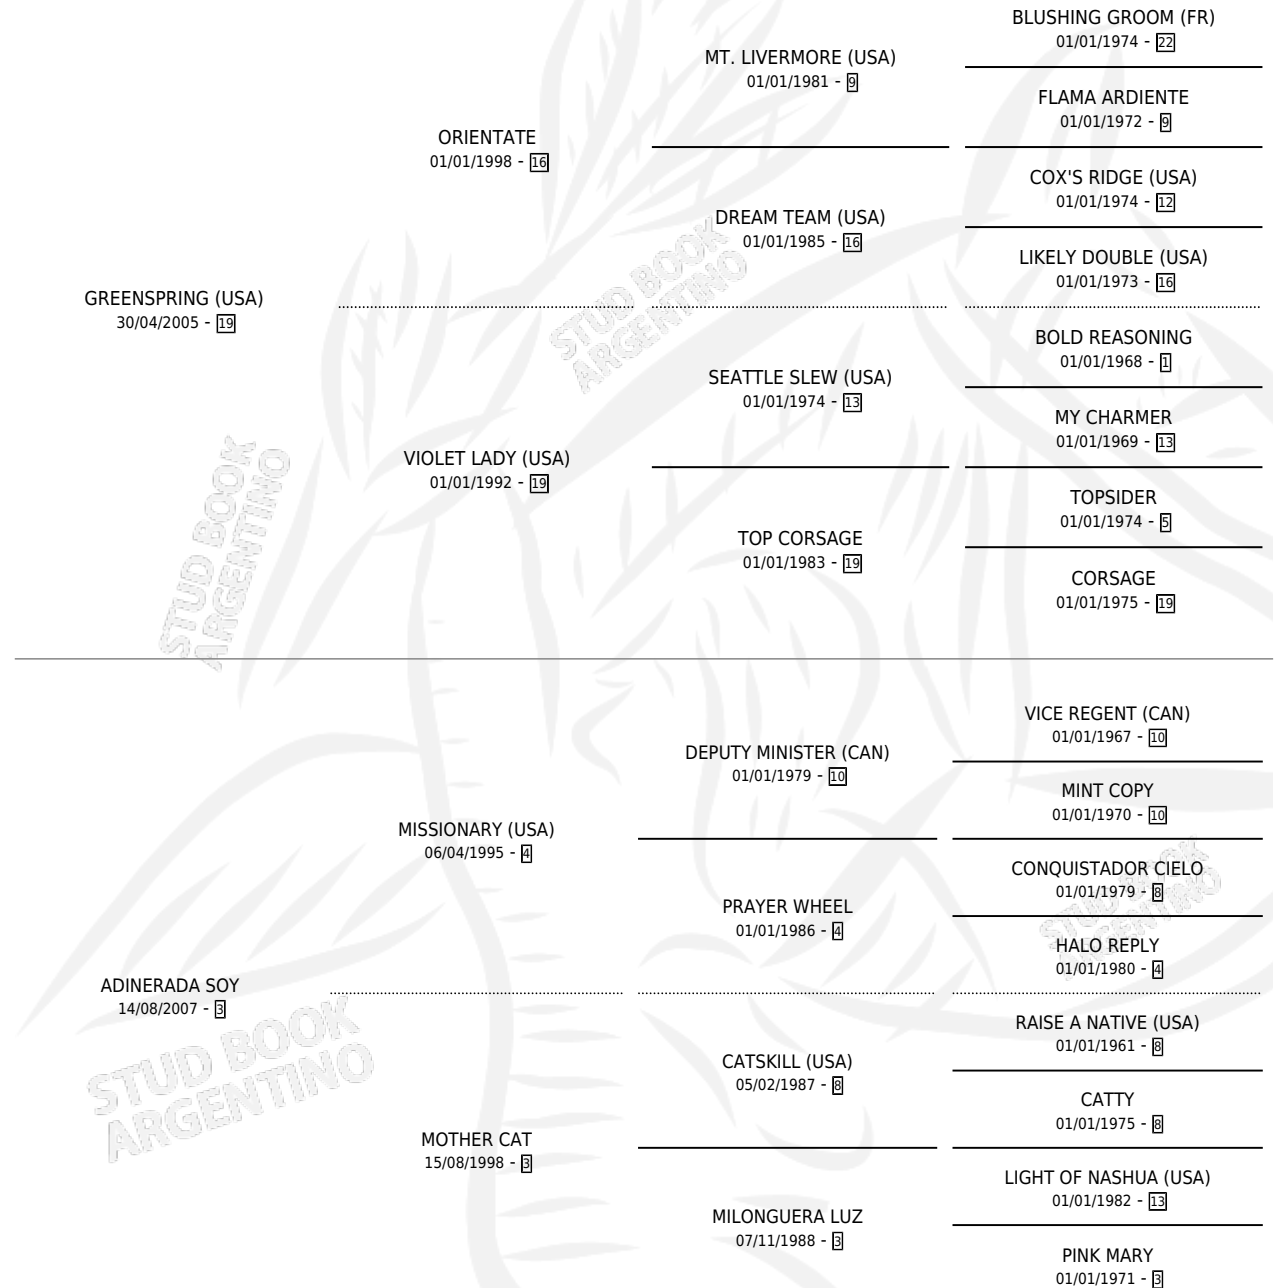 BLUSHING GROOM (FR)
01/01/1974 - 22
MT. LIVERMORE (USA)
01/01/1981 - 9
FLAMA ARDIENTE
01/01/1972 - 9
ORIENTATE
01/01/1998 - 16
COX'S RIDGE (USA)
01/01/1974 - 12
DREAM TEAM (USA)
01/01/1985 - 16
LIKELY DOUBLE (USA)
01/01/1973 - 16
GREENSPRING (USA)
30/04/2005 - 19
STUD BOOK
ARGENTINO
BOLD REASONING
01/01/1968 - 1
SEATTLE SLEW (USA)
01/01/1974 - 13
MY CHARMER
01/01/1969 - 13
VIOLET LADY (USA)
01/01/1992 - 19
TOPSIDER
01/01/1974 - 5
TOP CORSAGE
01/01/1983 - 19
CORSAGE
01/01/1975 - 19
STUD BOOK
ARGENTINO
VICE REGENT (CAN)
01/01/1967 - 10
DEPUTY MINISTER (CAN)
01/01/1979 - 10
MINT COPY
01/01/1970 - 10
MISSIONARY (USA)
06/04/1995 - 4
CONQUISTADOR CIELO
01/01/1979 - 8
PRAYER WHEEL
01/01/1986 - 4
HALO REPLY
01/01/1980 - 4
STUD BOOK
ARGENTINO
ADINERADA SOY
14/08/2007 - 3
RAISE A NATIVE (USA)
01/01/1961 - 8
CATSKILL (USA)
05/02/1987 - 8
CATTY
01/01/1975 - 8
STUD BOOK
ARGENTINO
MOTHER CAT
15/08/1998 - 3
LIGHT OF NASHUA (USA)
01/01/1982 - 13
MILONGUERA LUZ
07/11/1988 - 3
PINK MARY
01/01/1971 - 3